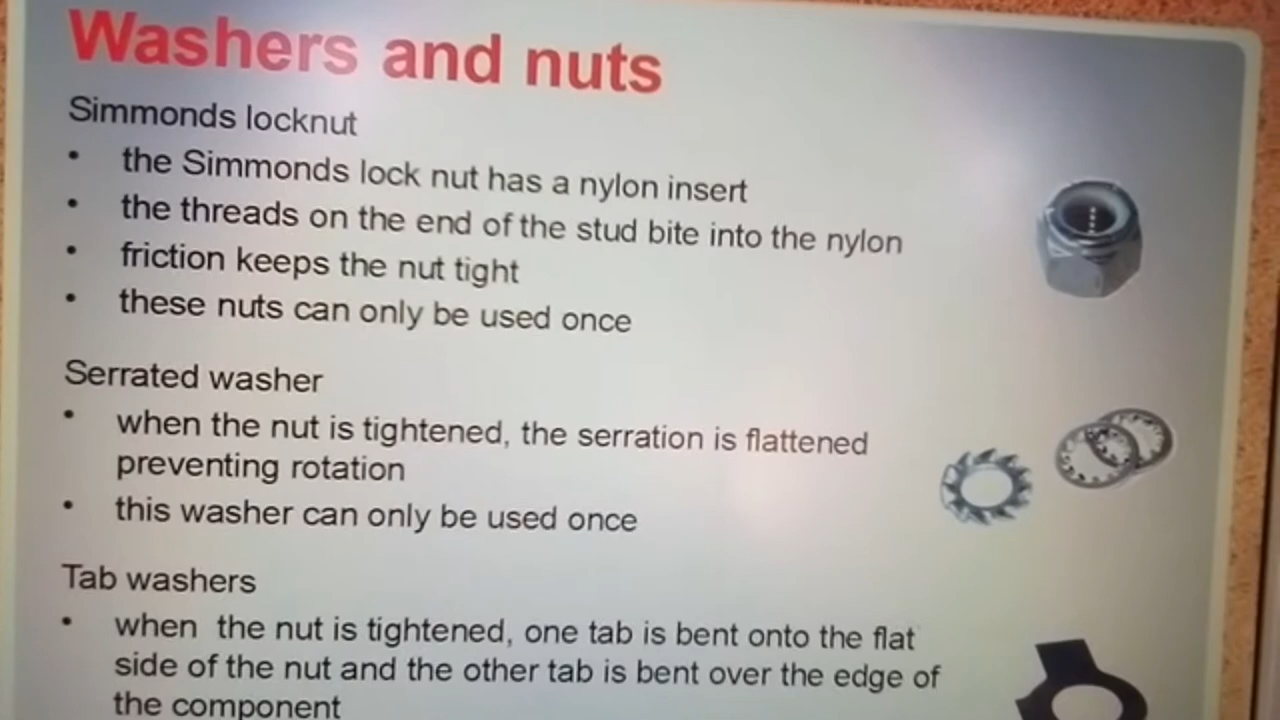 Washers and nuts
Simmonds locknut
• the Simmonds lock nut has a nylon insert
• the threads on the end of the stud bite into the nylon
• friction keeps the nut tight
• these nuts can only be used once
Serrated washer
• when the nut is tightened, the serration is flattened
preventing rotation
• this washer can only be used once
Tab washers
• when the nut is tightened, one tab is bent onto the flat
side of the nut and the other tab is bent over the edge of
the component